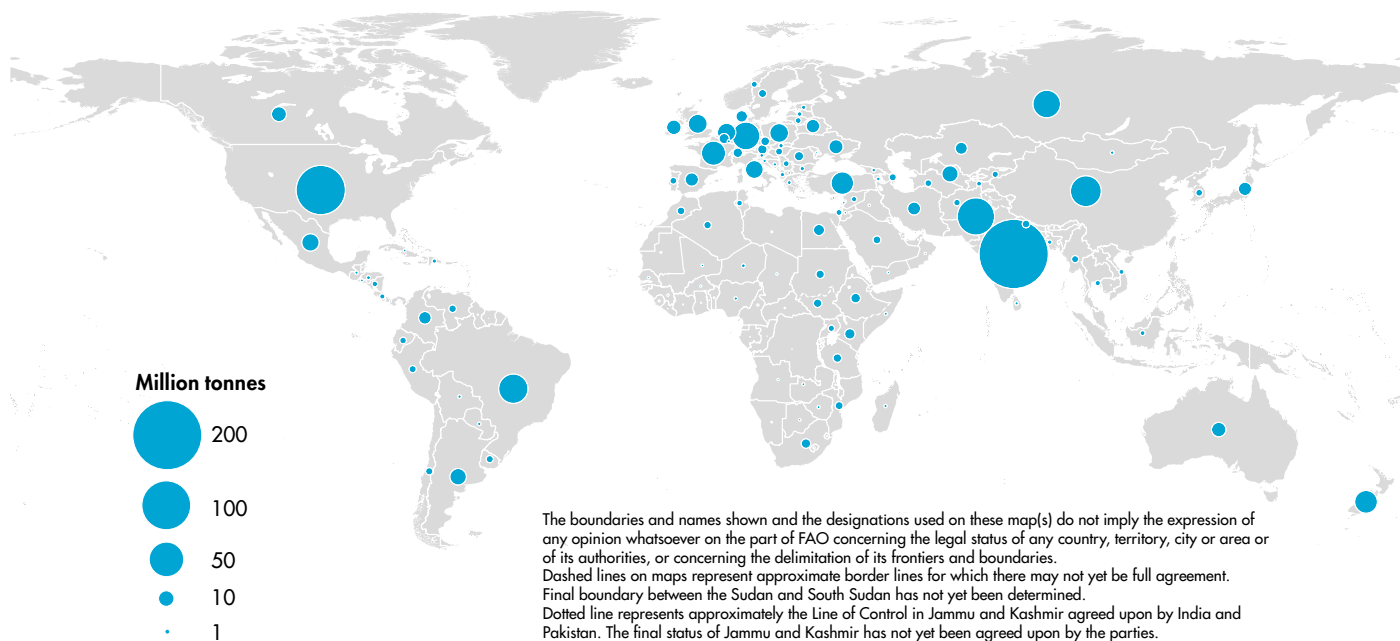 Million tonnes
200
100
50
10
1
The boundaries and names shown and the designations used on these map(s) do not imply the expression of
any opinion whatsoever on the part of FAO concerning the legal status of any country, territory, city or area or
of its authorities, or concerning the delimitation of its frontiers and boundaries.
Dashed lines on maps represent approximate border lines for which there may not yet be full agreement.
Final boundary between the Sudan and South Sudan has not yet been determined.
Dotted line represents approximately the Line of Control in Jammu and Kashmir agreed upon by India and
Pakistan. The final status of Jammu and Kashmir has not yet been agreed upon by the parties.